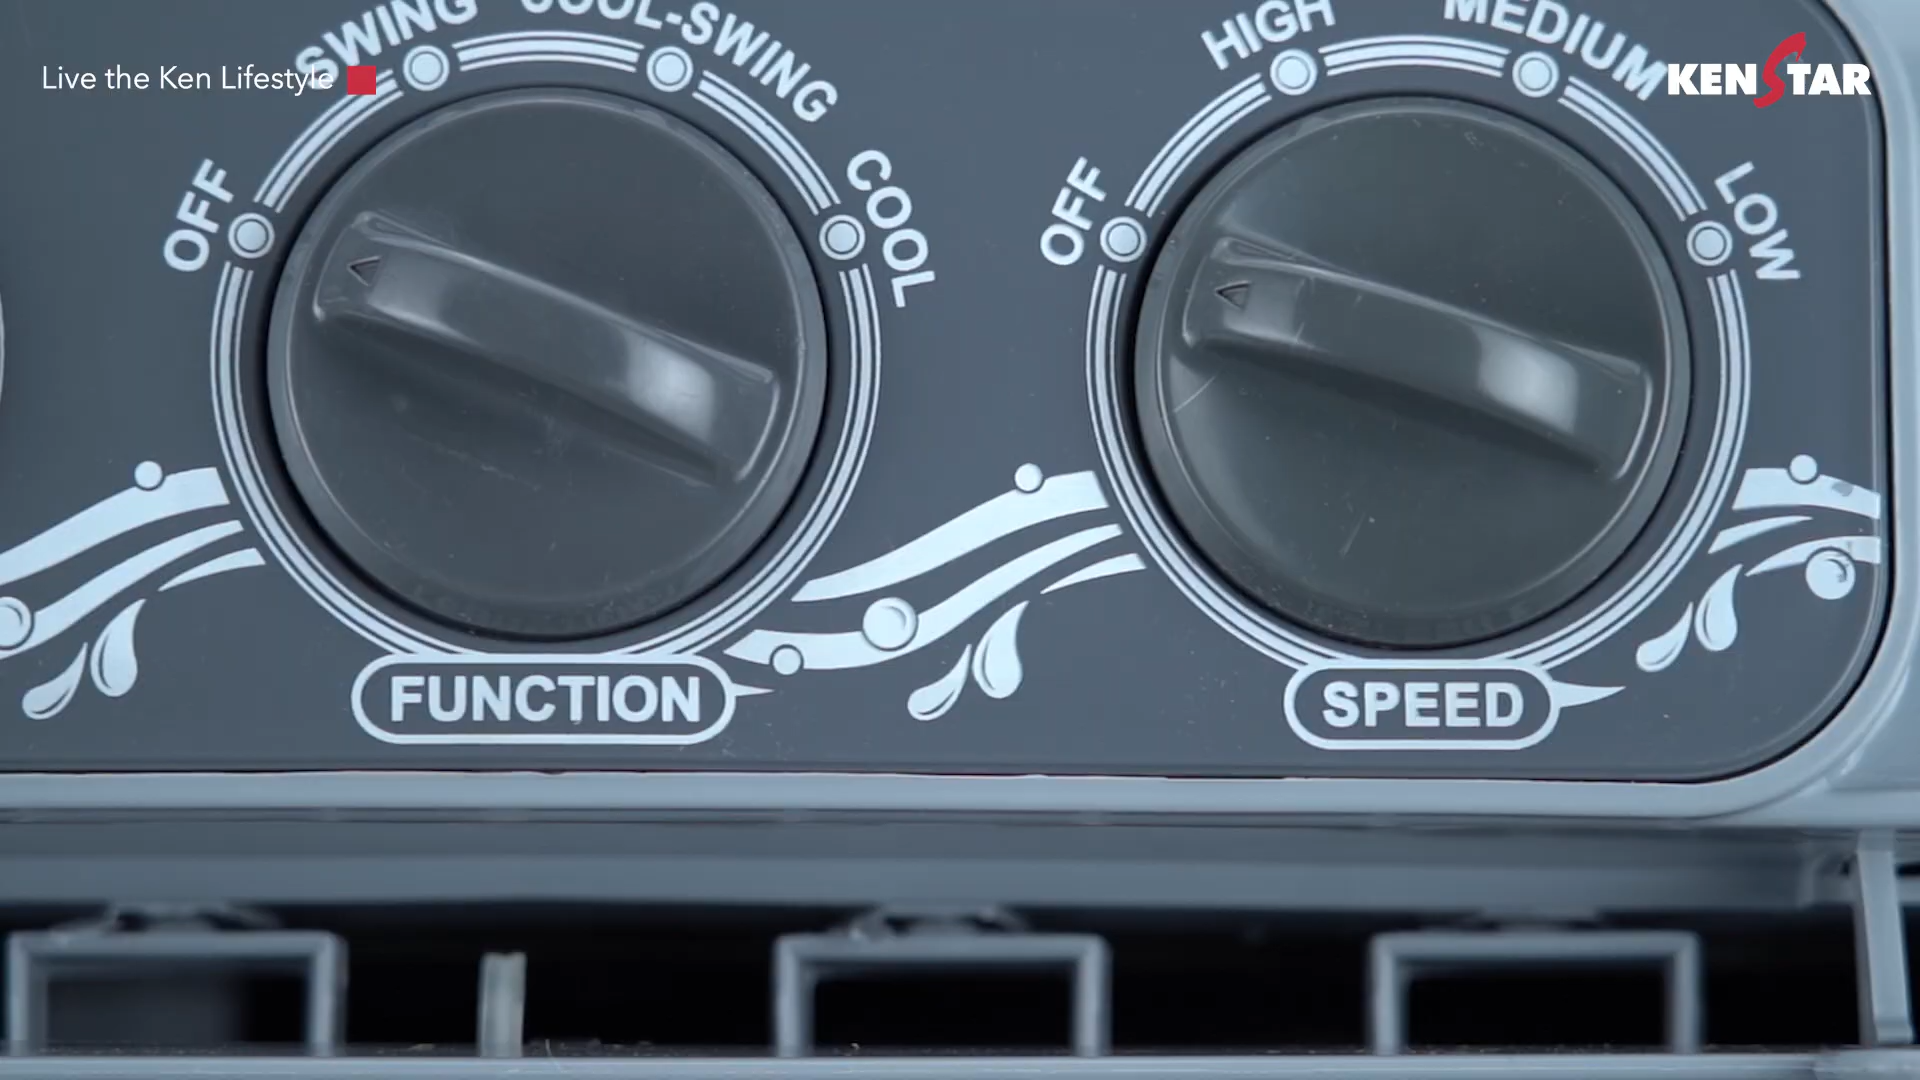 Live the Ken Lifestyle
KENSTAR
OFF
SWING
COOL-SWING
COOL
FUNCTION
OFF
HIGH
MEDIUM
LOW
SPEED